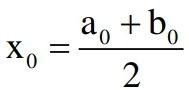 x₀ = (a₀ + b₀) / 2